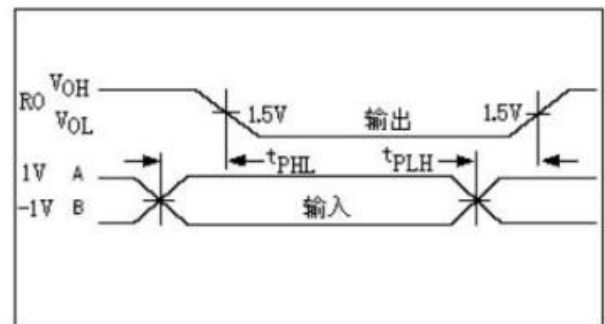 RO VOH
VOL
1.5V 输出 1.5V
tPHL tPLH
1V A
-1V B 输入